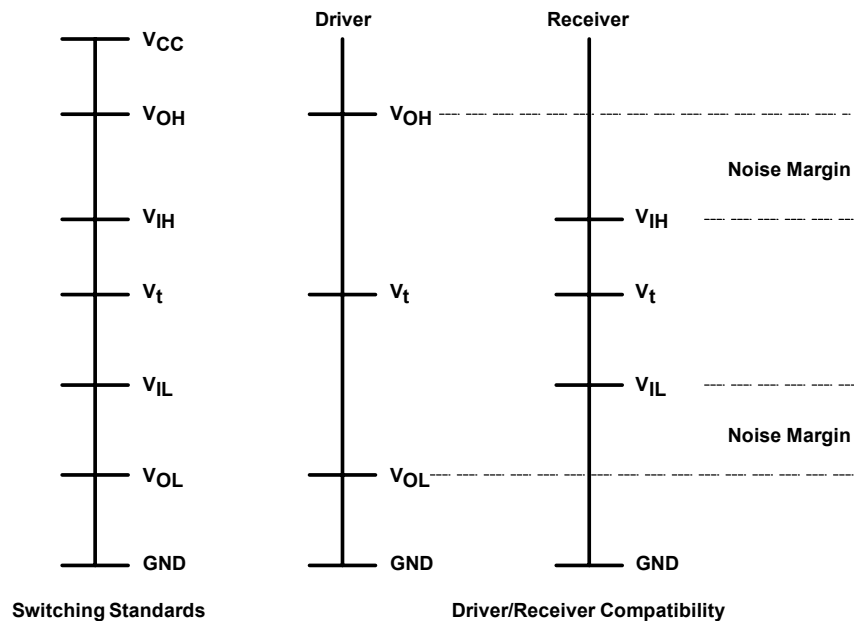 Driver Receiver
VCC
VOH VOH
Noise Margin
VIH VIH
Vt Vt Vt
VIL VIL
Noise Margin
VOL VOL
GND GND GND
Switching Standards Driver/Receiver Compatibility